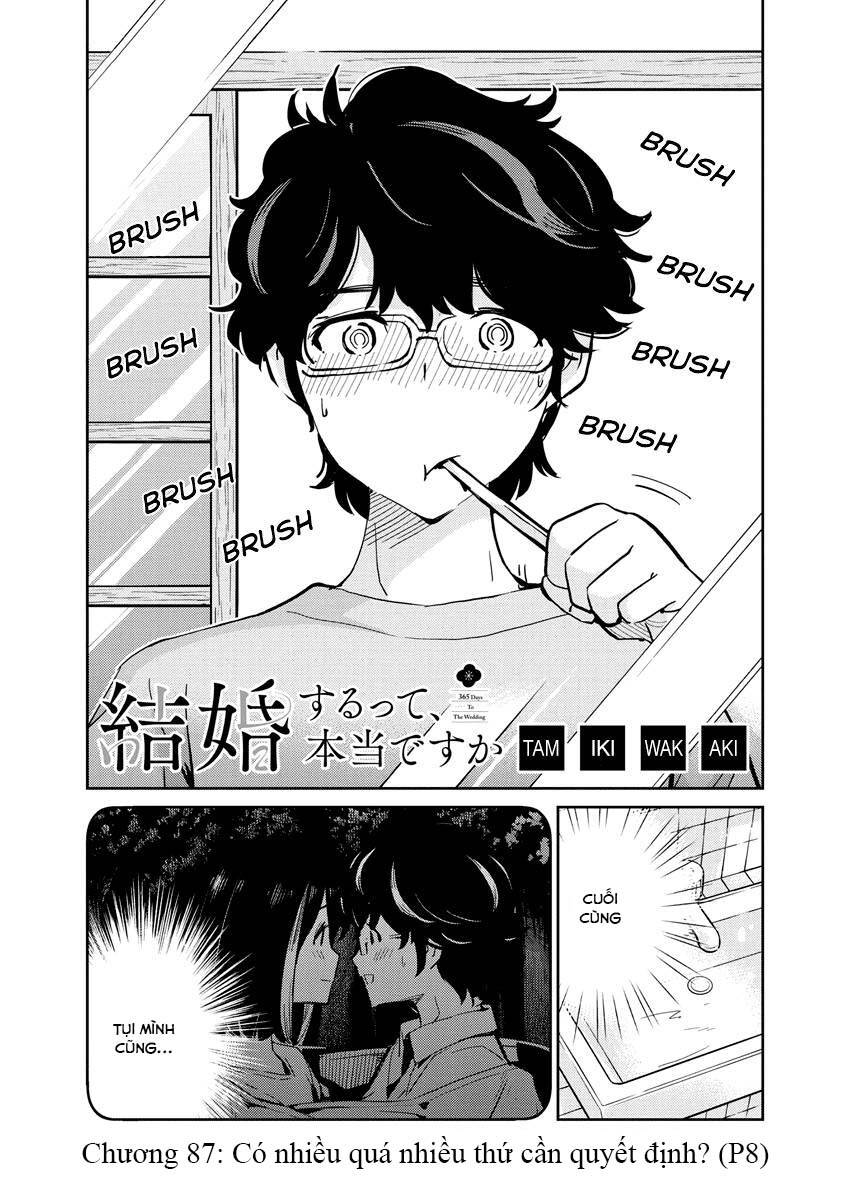 BRUSH
BRUSH
BRUSH
BRUSH
BRUSH
BRUSH
BRUSH
BRUSH
365 Days
To
The Wedding
結婚するって、
本当ですか
TAM IKI WAK AKI
CUỐI
CÙNG
TỤI MÌNH
CŨNG...
Chương 87: Có nhiều quá nhiều thứ cần quyết định? (P8)